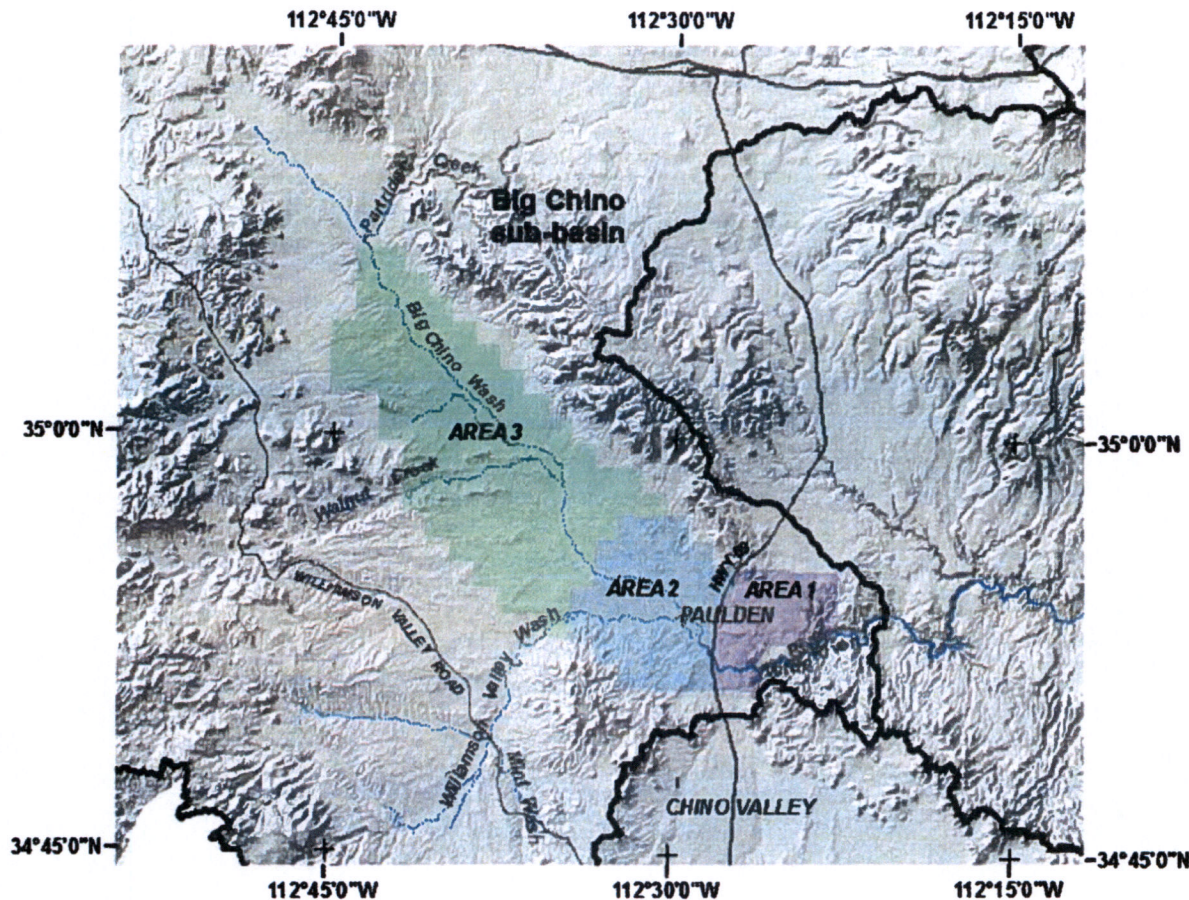 112°45'0"W 112°30'0"W 112°15'0"W
Partridge Creek
Big Chino
sub-basin
Big Chino Wash
35°0'0"N
35°0'0"N
AREA 3
Walnut Creek
HWY 89
AREA 2
AREA 1
PAULDEN
WILLIAMSON VALLEY ROAD
Williamson Valley Wash
Mint Wash
CHINO VALLEY
34°45'0"N
34°45'0"N
112°45'0"W 112°30'0"W 112°15'0"W